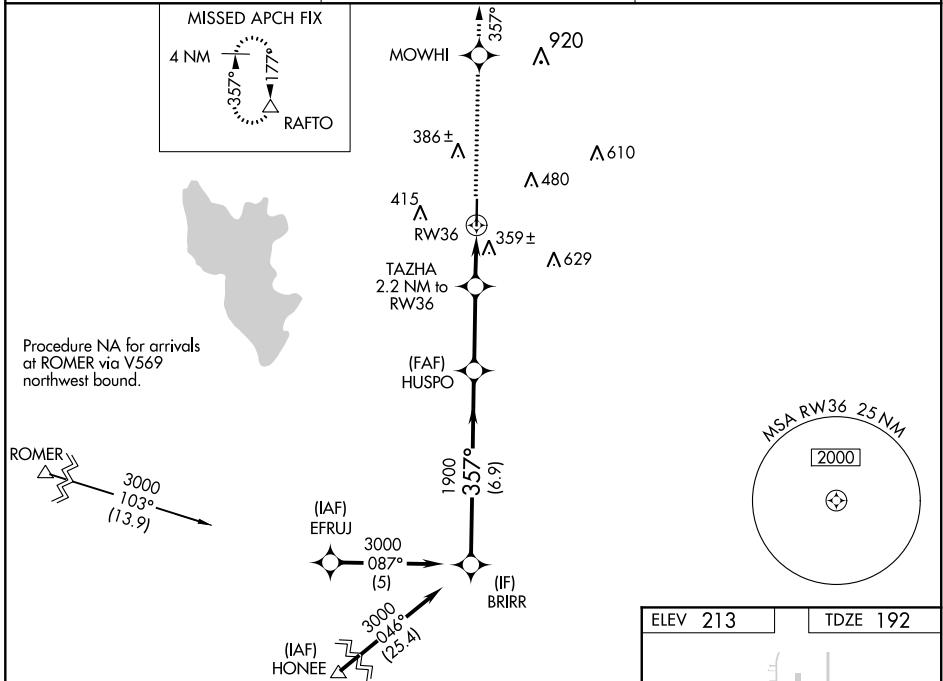 MISSED APCH FIX
4 NM
357°
177°
RAFTO
357°
MOWHI
920
386±
610
480
415
RW36
359±
629
TAZHA
2.2 NM to
RW36
Procedure NA for arrivals
at ROMER via V569
northwest bound.
(FAF)
HUSPO
MSA RW36 25 NM
2000
ROMER
3000
103°
(13.9)
1900
357°
(6.9)
(IAF)
EFRUJ
3000
087°
(5)
(IF)
BRIRR
3000
046°
(25.4)
(IAF)
HONEE
ELEV 213
TDZE 192